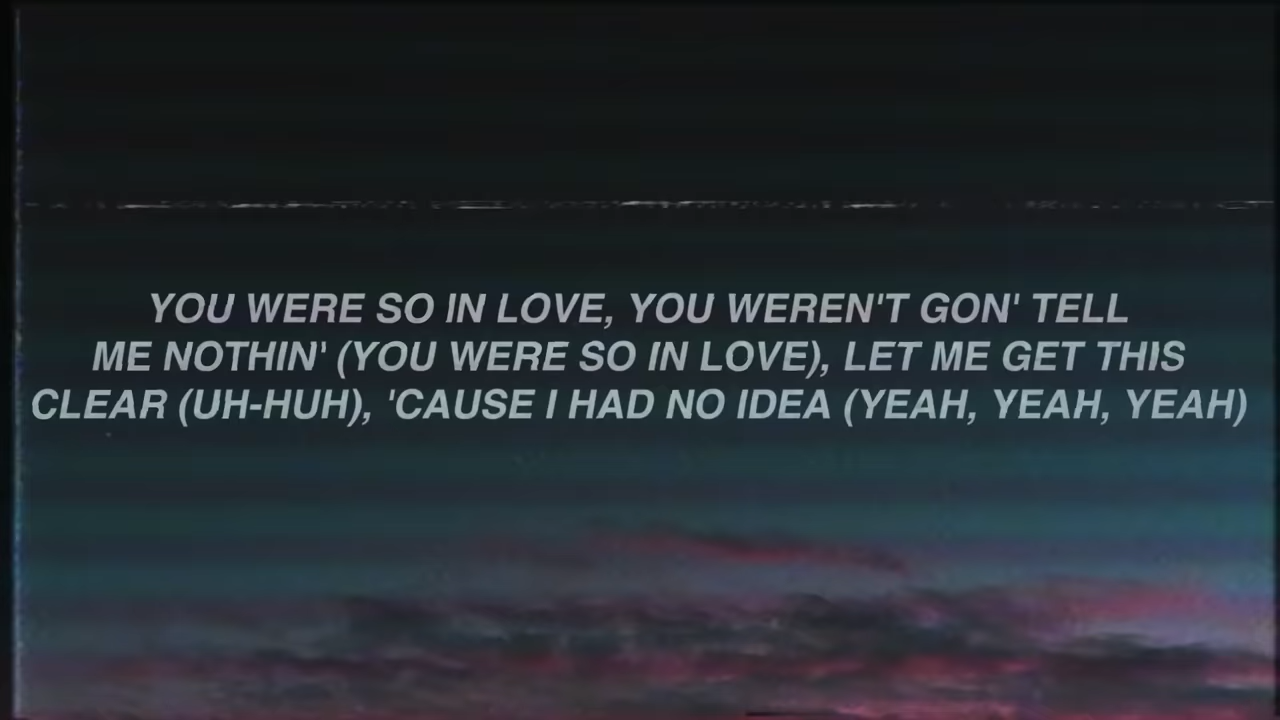 YOU WERE SO IN LOVE, YOU WEREN'T GON' TELL
ME NOTHIN' (YOU WERE SO IN LOVE), LET ME GET THIS
CLEAR (UH-HUH), 'CAUSE I HAD NO IDEA (YEAH, YEAH, YEAH)